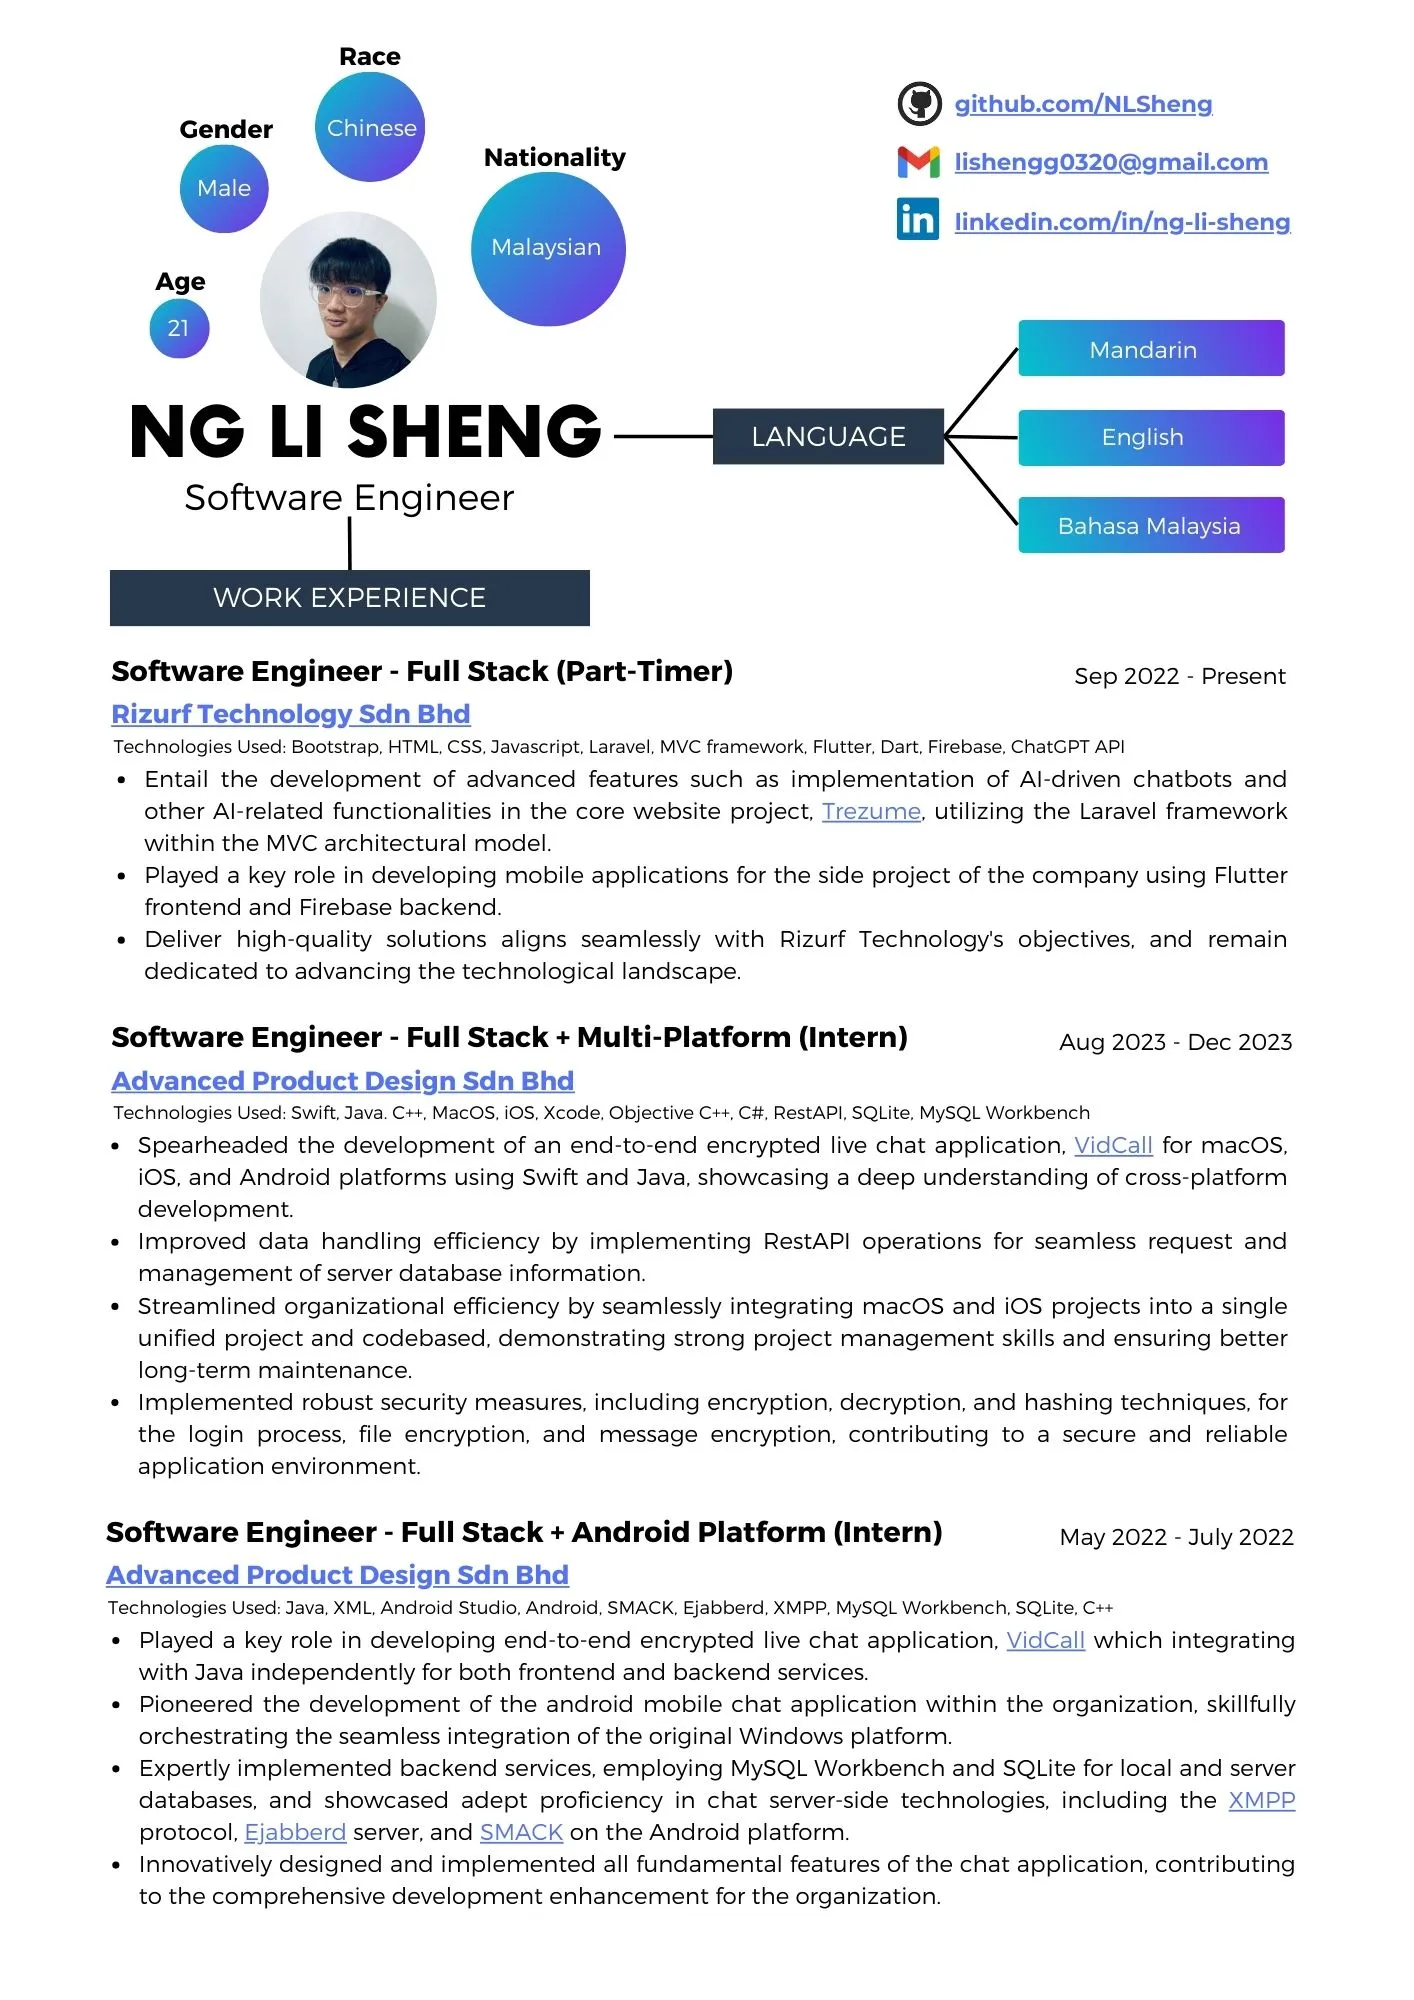 Race
Chinese
Gender
Male
Nationality
Malaysian
Age
21
github.com/NLSheng
lishengg0320@gmail.com
linkedin.com/in/ng-li-sheng
NG LI SHENG
Software Engineer
LANGUAGE
Mandarin
English
Bahasa Malaysia
WORK EXPERIENCE
Software Engineer - Full Stack (Part-Timer)
Sep 2022 - Present
Rizurf Technology Sdn Bhd
Technologies Used: Bootstrap, HTML, CSS, Javascript, Laravel, MVC framework, Flutter, Dart, Firebase, ChatGPT API
• Entail the development of advanced features such as implementation of AI-driven chatbots and
other AI-related functionalities in the core website project, Trezume, utilizing the Laravel framework
within the MVC architectural model.
• Played a key role in developing mobile applications for the side project of the company using Flutter
frontend and Firebase backend.
• Deliver high-quality solutions aligns seamlessly with Rizurf Technology's objectives, and remain
dedicated to advancing the technological landscape.
Software Engineer - Full Stack + Multi-Platform (Intern)
Aug 2023 - Dec 2023
Advanced Product Design Sdn Bhd
Technologies Used: Swift, Java. C++, MacOS, iOS, Xcode, Objective C++, C#, RestAPI, SQLite, MySQL Workbench
• Spearheaded the development of an end-to-end encrypted live chat application, VidCall for macOS,
iOS, and Android platforms using Swift and Java, showcasing a deep understanding of cross-platform
development.
• Improved data handling efficiency by implementing RestAPI operations for seamless request and
management of server database information.
• Streamlined organizational efficiency by seamlessly integrating macOS and iOS projects into a single
unified project and codebased, demonstrating strong project management skills and ensuring better
long-term maintenance.
• Implemented robust security measures, including encryption, decryption, and hashing techniques, for
the login process, file encryption, and message encryption, contributing to a secure and reliable
application environment.
Software Engineer - Full Stack + Android Platform (Intern)
May 2022 - July 2022
Advanced Product Design Sdn Bhd
Technologies Used: Java, XML, Android Studio, Android, SMACK, Ejabberd, XMPP, MySQL Workbench, SQLite, C++
• Played a key role in developing end-to-end encrypted live chat application, VidCall which integrating
with Java independently for both frontend and backend services.
• Pioneered the development of the android mobile chat application within the organization, skillfully
orchestrating the seamless integration of the original Windows platform.
• Expertly implemented backend services, employing MySQL Workbench and SQLite for local and server
databases, and showcased adept proficiency in chat server-side technologies, including the XMPP
protocol, Ejabberd server, and SMACK on the Android platform.
• Innovatively designed and implemented all fundamental features of the chat application, contributing
to the comprehensive development enhancement for the organization.